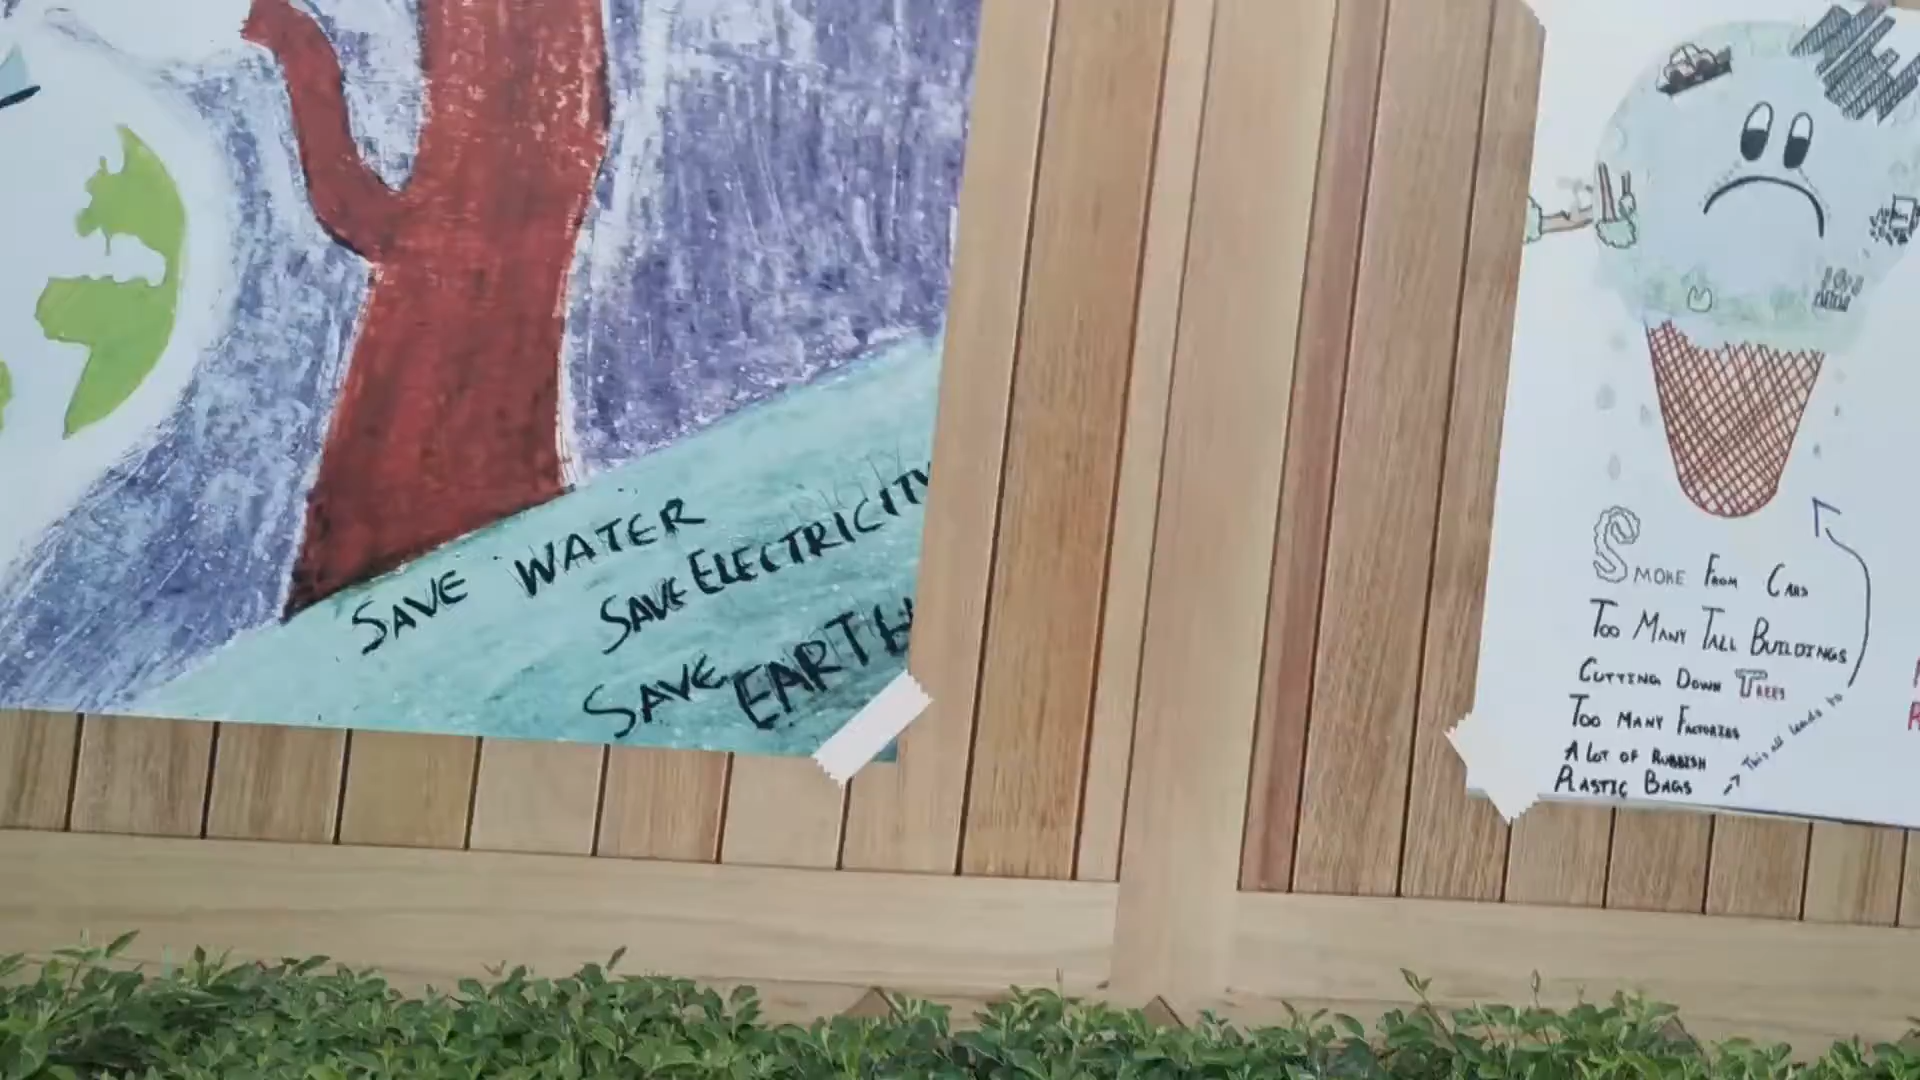 SAVE WATER
SAVE ELECTRICITY
SAVE EARTH
SMOKE FROM CARS
TOO MANY TALL BUILDINGS
CUTTING DOWN TREES
TOO MANY FACTORIES
A LOT OF RUBBISH
PLASTIC BAGS
This all leads to